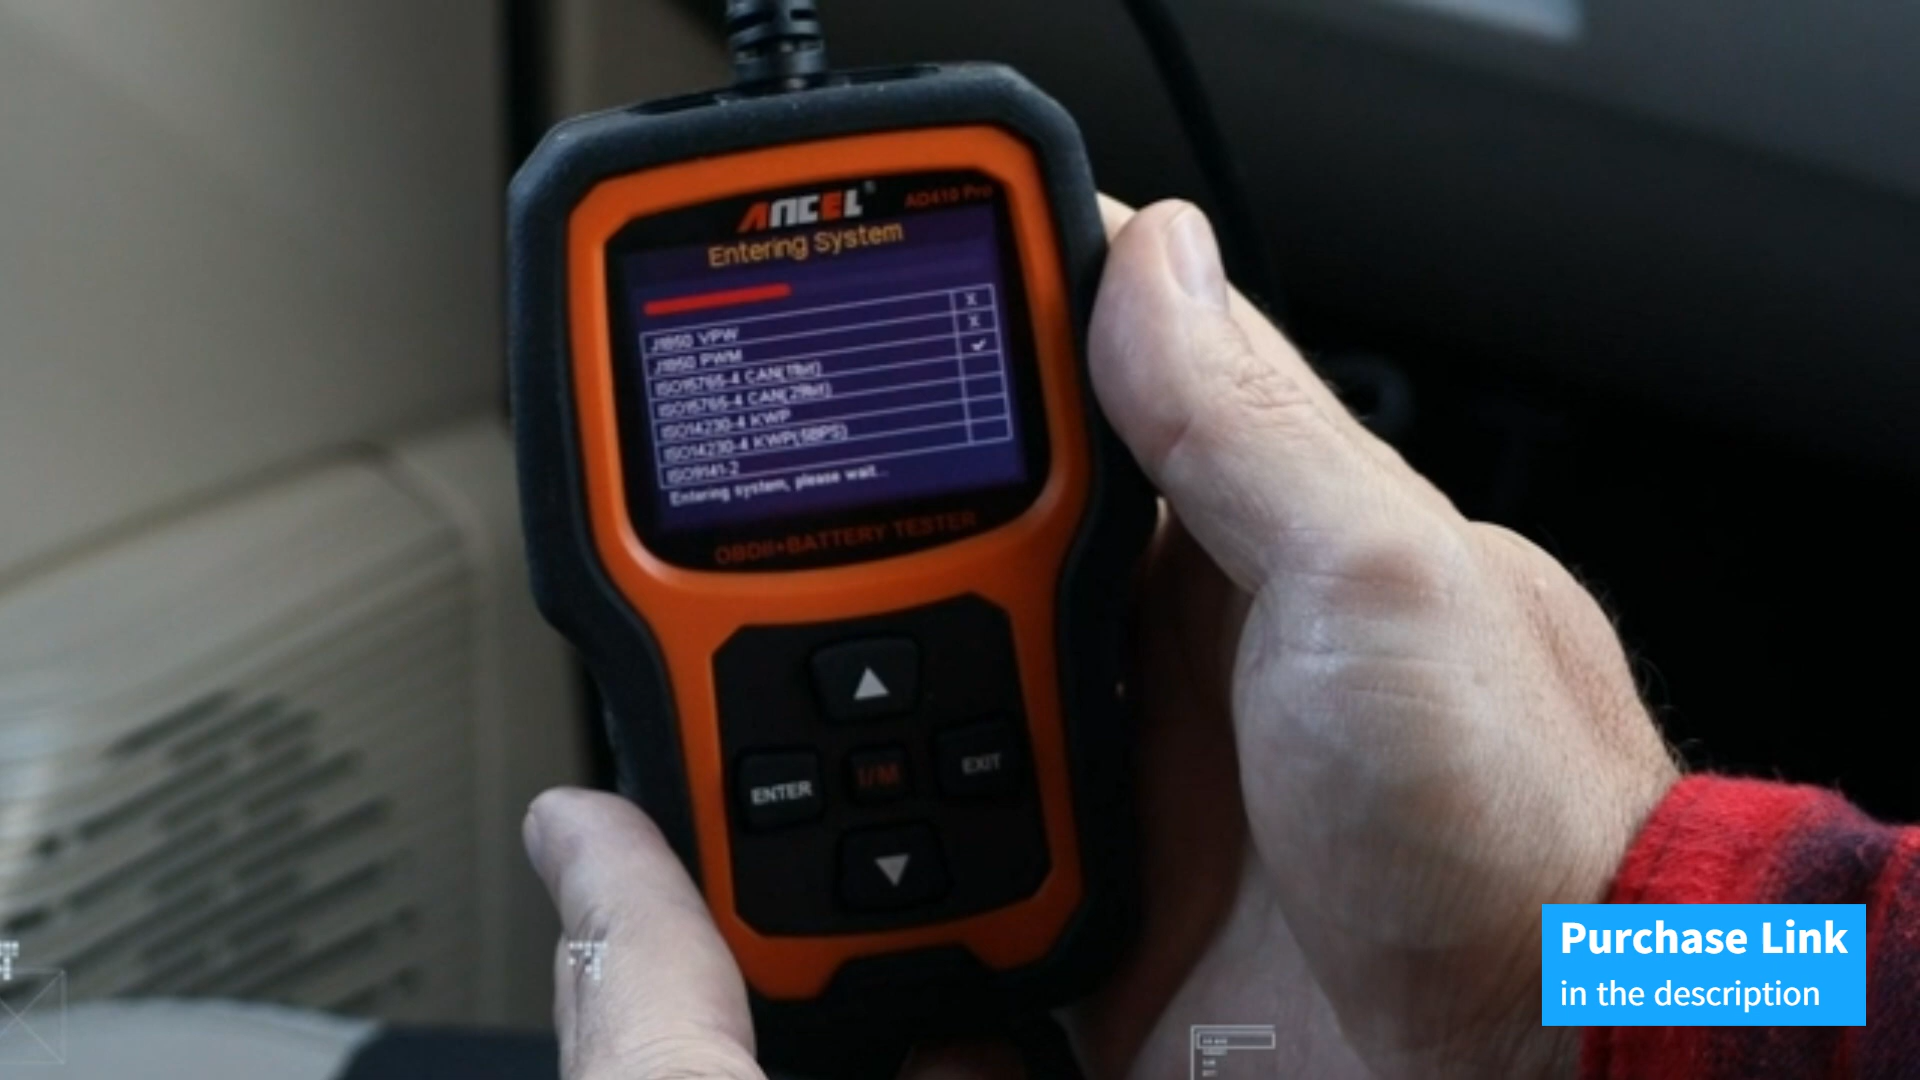 ANCEL®
AD410 Pro
Entering System
J1850 VPW X
J1850 PWM X
ISO15765-4 CAN(11bit) ✓
ISO15765-4 CAN(29bit)
ISO14230-4 KWP
ISO14230-4 KWP(5BPS)
ISO9141-2
Entering system, please wait...
OBDII+BATTERY TESTER
ENTER
I/M
EXIT
Purchase Link
in the description